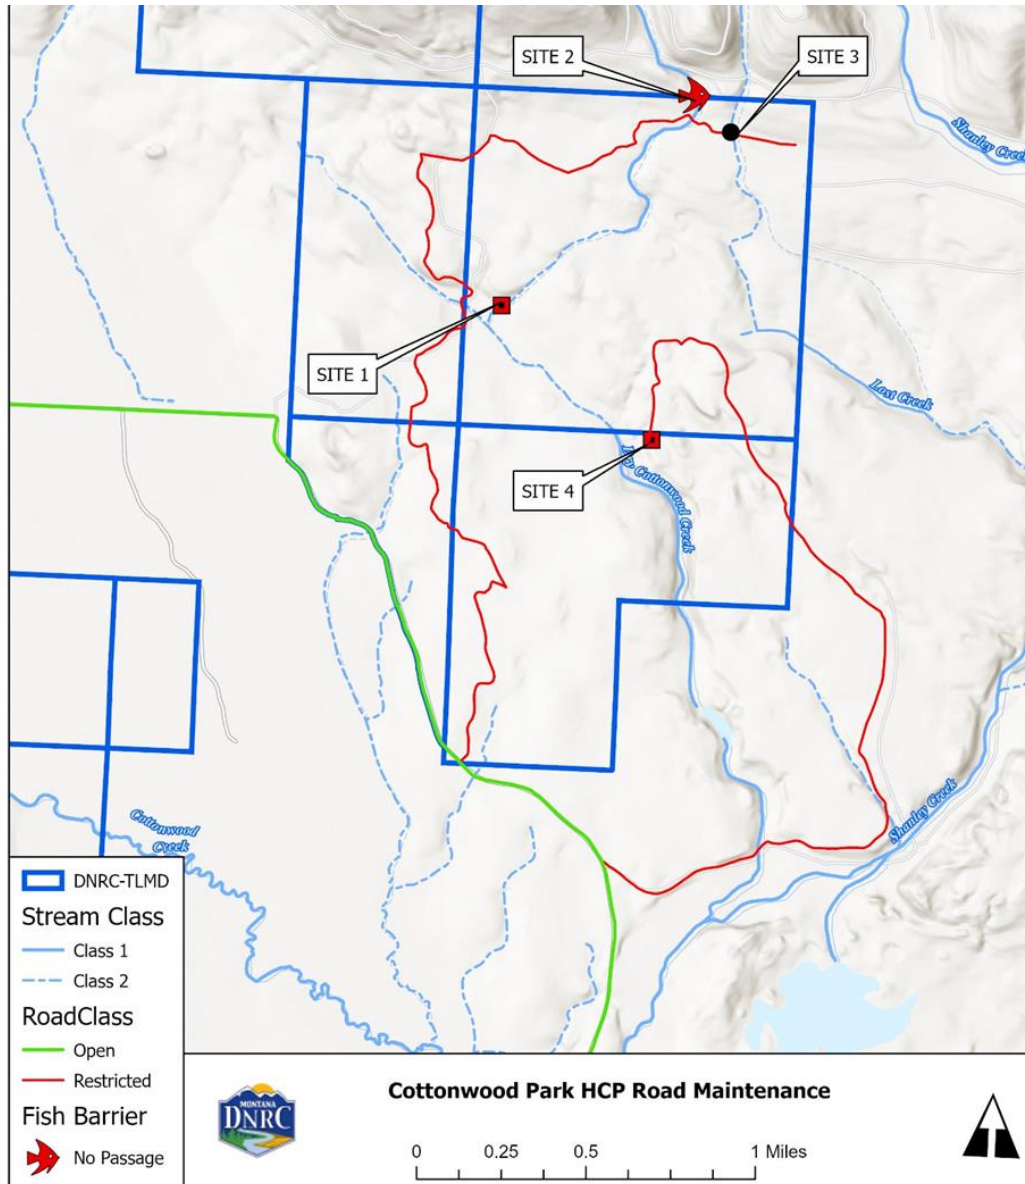 SITE 2
SITE 3
Shanley Creek
SITE 1
Lost Creek
SITE 4
Dry Cottonwood Creek
Shanley Creek
Cottonwood
Creek
DNRC-TLMD
Stream Class
Class 1
Class 2
RoadClass
Open
Restricted
Fish Barrier
No Passage
MONTANA
DNRC
Cottonwood Park HCP Road Maintenance
0 0.25 0.5 1 Miles